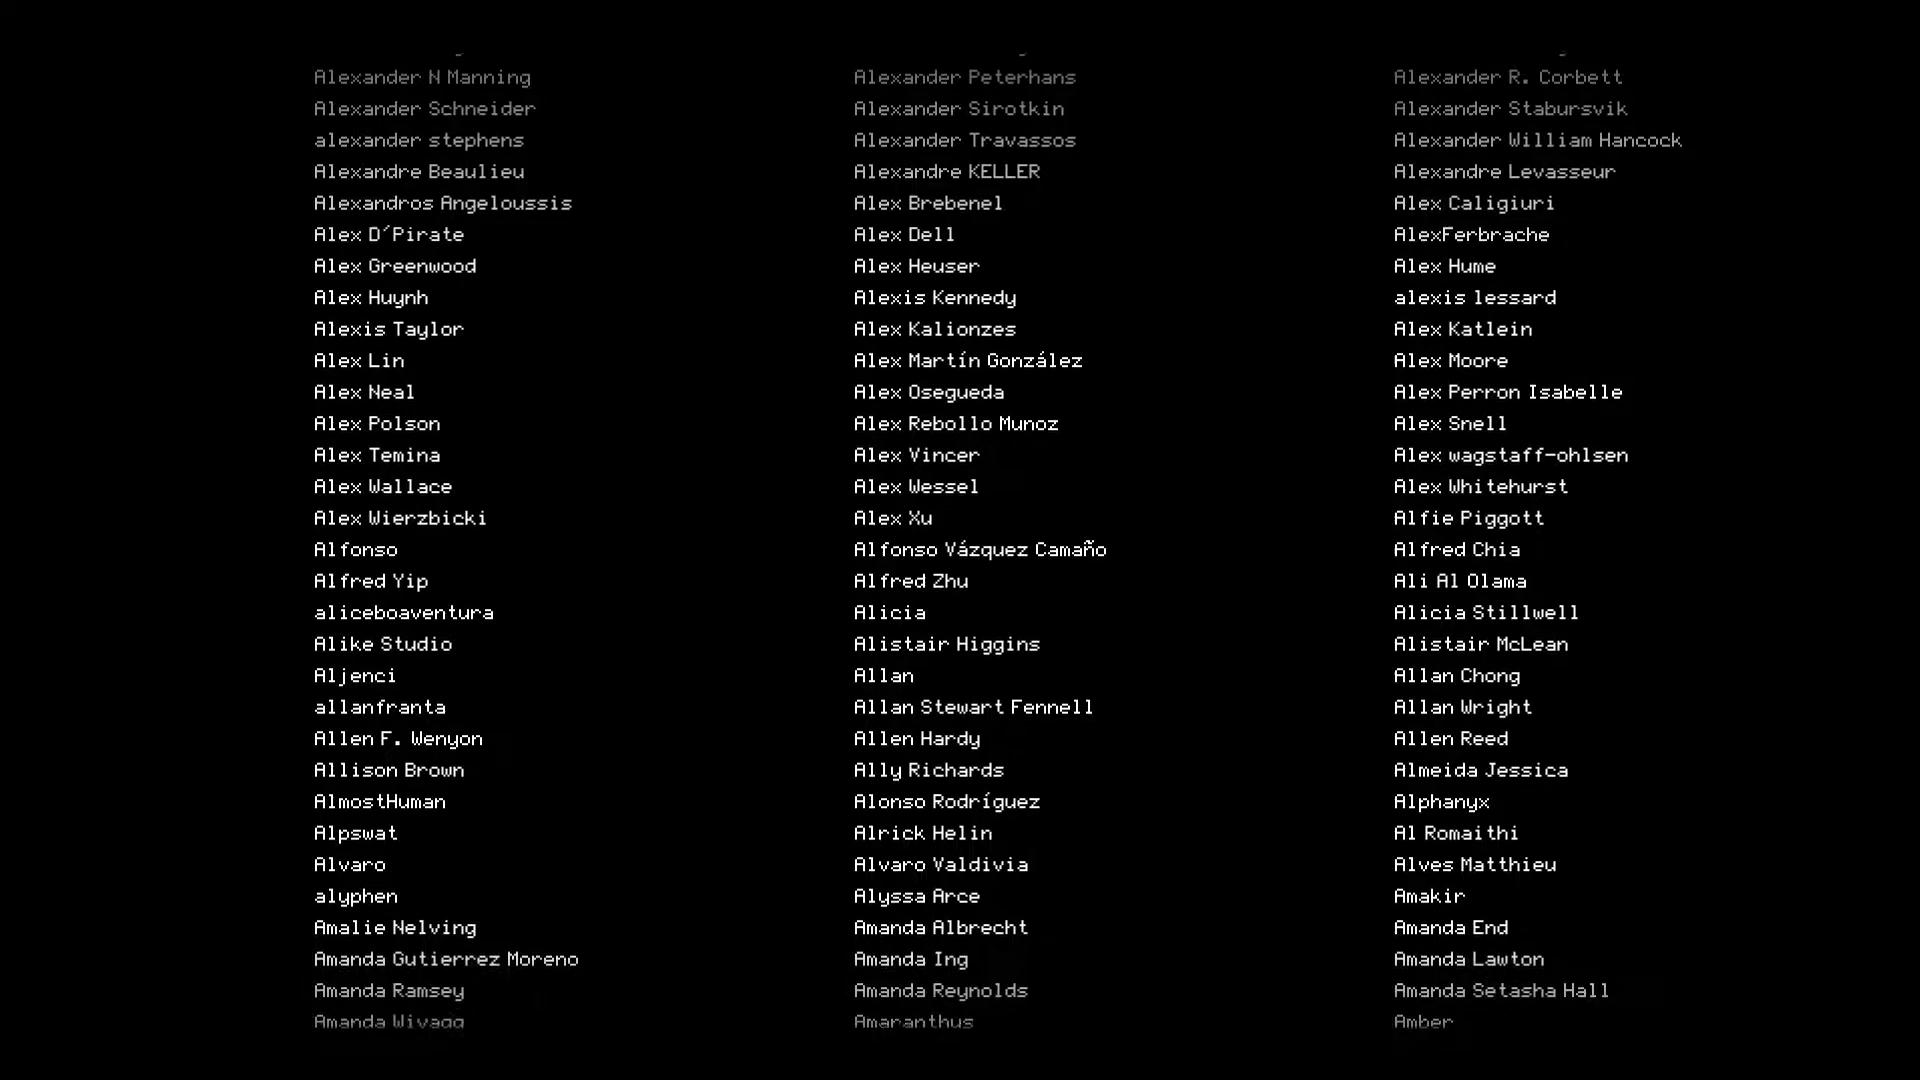 Alexander N Manning Alexander Peterhans Alexander R. Corbett
Alexander Schneider Alexander Sirotkin Alexander Stabursvik
alexander stephens Alexander Travassos Alexander William Hancock
Alexandre Beaulieu Alexandre KELLER Alexandre Levasseur
Alexandros Angeloussis Alex Brebenel Alex Caligiuri
Alex D´Pirate Alex Dell AlexFerbrache
Alex Greenwood Alex Heuser Alex Hume
Alex Huynh Alexis Kennedy alexis lessard
Alexis Taylor Alex Kalionzes Alex Katlein
Alex Lin Alex Martín González Alex Moore
Alex Neal Alex Osegueda Alex Perron Isabelle
Alex Polson Alex Rebollo Munoz Alex Snell
Alex Temina Alex Vincer Alex wagstaff-ohlsen
Alex Wallace Alex Wessel Alex Whitehurst
Alex Wierzbicki Alex Xu Alfie Piggott
Alfonso Alfonso Vázquez Camaño Alfred Chia
Alfred Yip Alfred Zhu Ali Al Olama
aliceboaventura Alicia Alicia Stillwell
Alike Studio Alistair Higgins Alistair McLean
Aljenci Allan Allan Chong
allanfranta Allan Stewart Fennell Allan Wright
Allen F. Wenyon Allen Hardy Allen Reed
Allison Brown Ally Richards Almeida Jessica
AlmostHuman Alonso Rodríguez Alphanyx
Alpswat Alrick Helin Al Romaithi
Alvaro Alvaro Valdivia Alves Matthieu
alyphen Alyssa Arce Amakir
Amalie Nelving Amanda Albrecht Amanda End
Amanda Gutierrez Moreno Amanda Ing Amanda Lawton
Amanda Ramsey Amanda Reynolds Amanda Setasha Hall
Amanda Amaranthus Amber